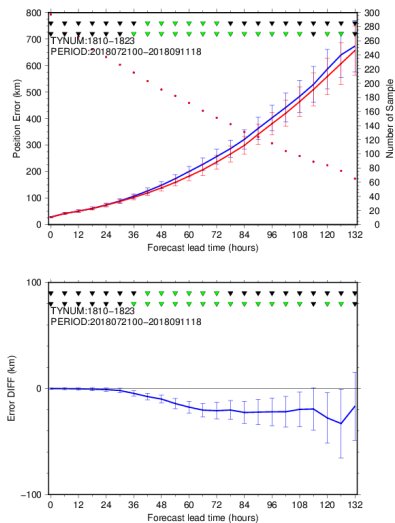 800
700
600
500
400
300
200
100
0
Position Error (km)
TYNUM:1810−1823
PERIOD:2018072100−2018091118
300
280
260
240
220
200
180
160
140
120
100
80
60
40
20
0
Number of Sample
0 12 24 36 48 60 72 84 96 108 120 132
Forecast lead time (hours)
100
0
−100
Error DIFF (km)
TYNUM:1810−1823
PERIOD:2018072100−2018091118
0 12 24 36 48 60 72 84 96 108 120 132
Forecast lead time (hours)